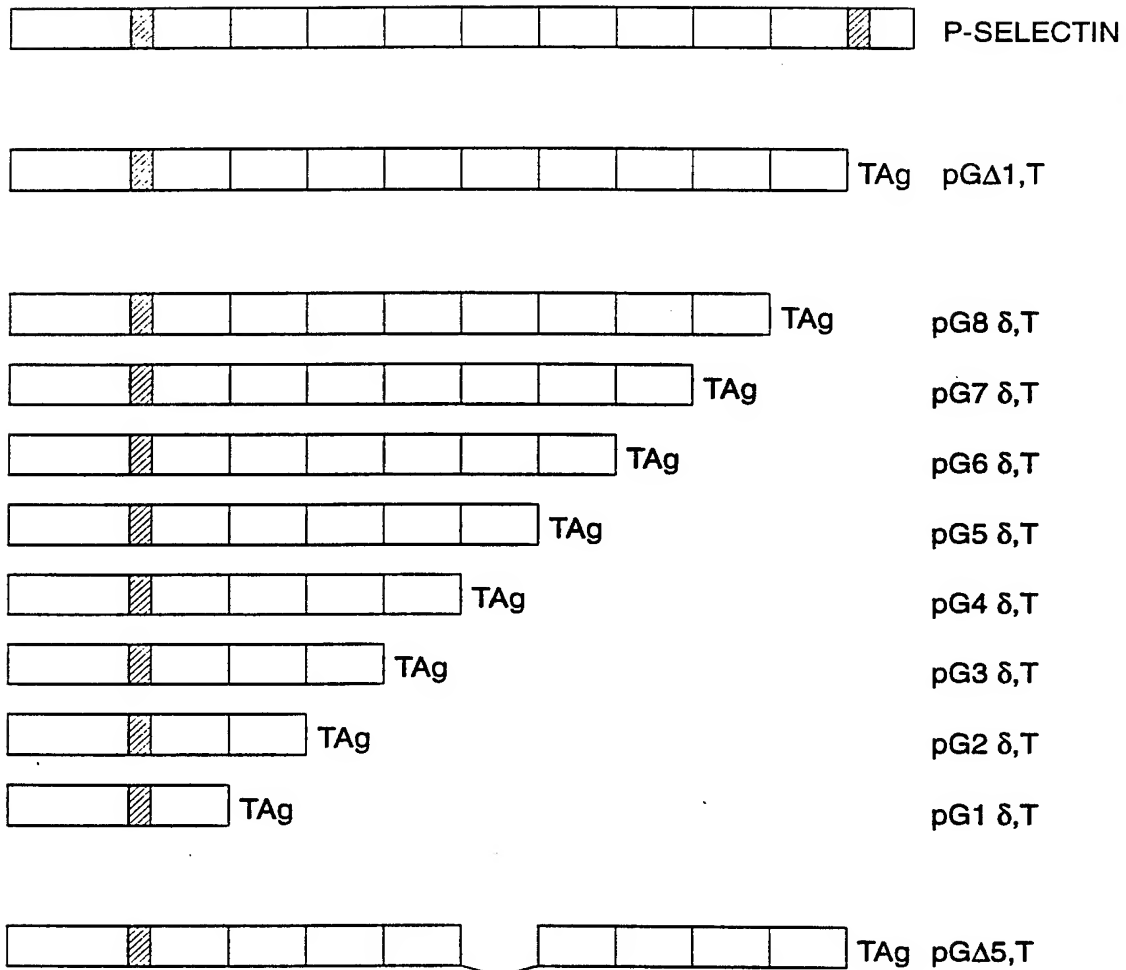 P-SELECTIN
TAg pGΔ1,T
TAg pG8 δ,T
TAg pG7 δ,T
TAg pG6 δ,T
TAg pG5 δ,T
TAg pG4 δ,T
TAg pG3 δ,T
TAg pG2 δ,T
TAg pG1 δ,T
TAg pGΔ5,T